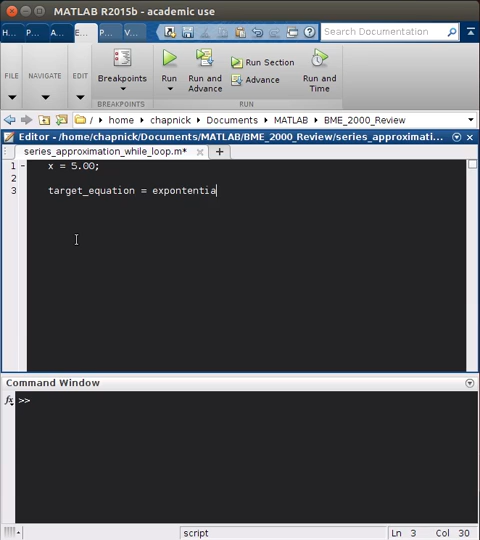 MATLAB R2015b - academic use
H... P... A... E... P... V... Search Documentation
FILE NAVIGATE EDIT Breakpoints Run Run and Advance Run Section Advance Run and Time
BREAKPOINTS RUN
/ home chapnick Documents MATLAB BME_2000_Review
Editor - /home/chapnick/Documents/MATLAB/BME_2000_Review/series_approximati...
series_approximation_while_loop.m* +
1 - x = 5.00;
2
3 target_equation = expontentia
Command Window
fx >>
script Ln 3 Col 30